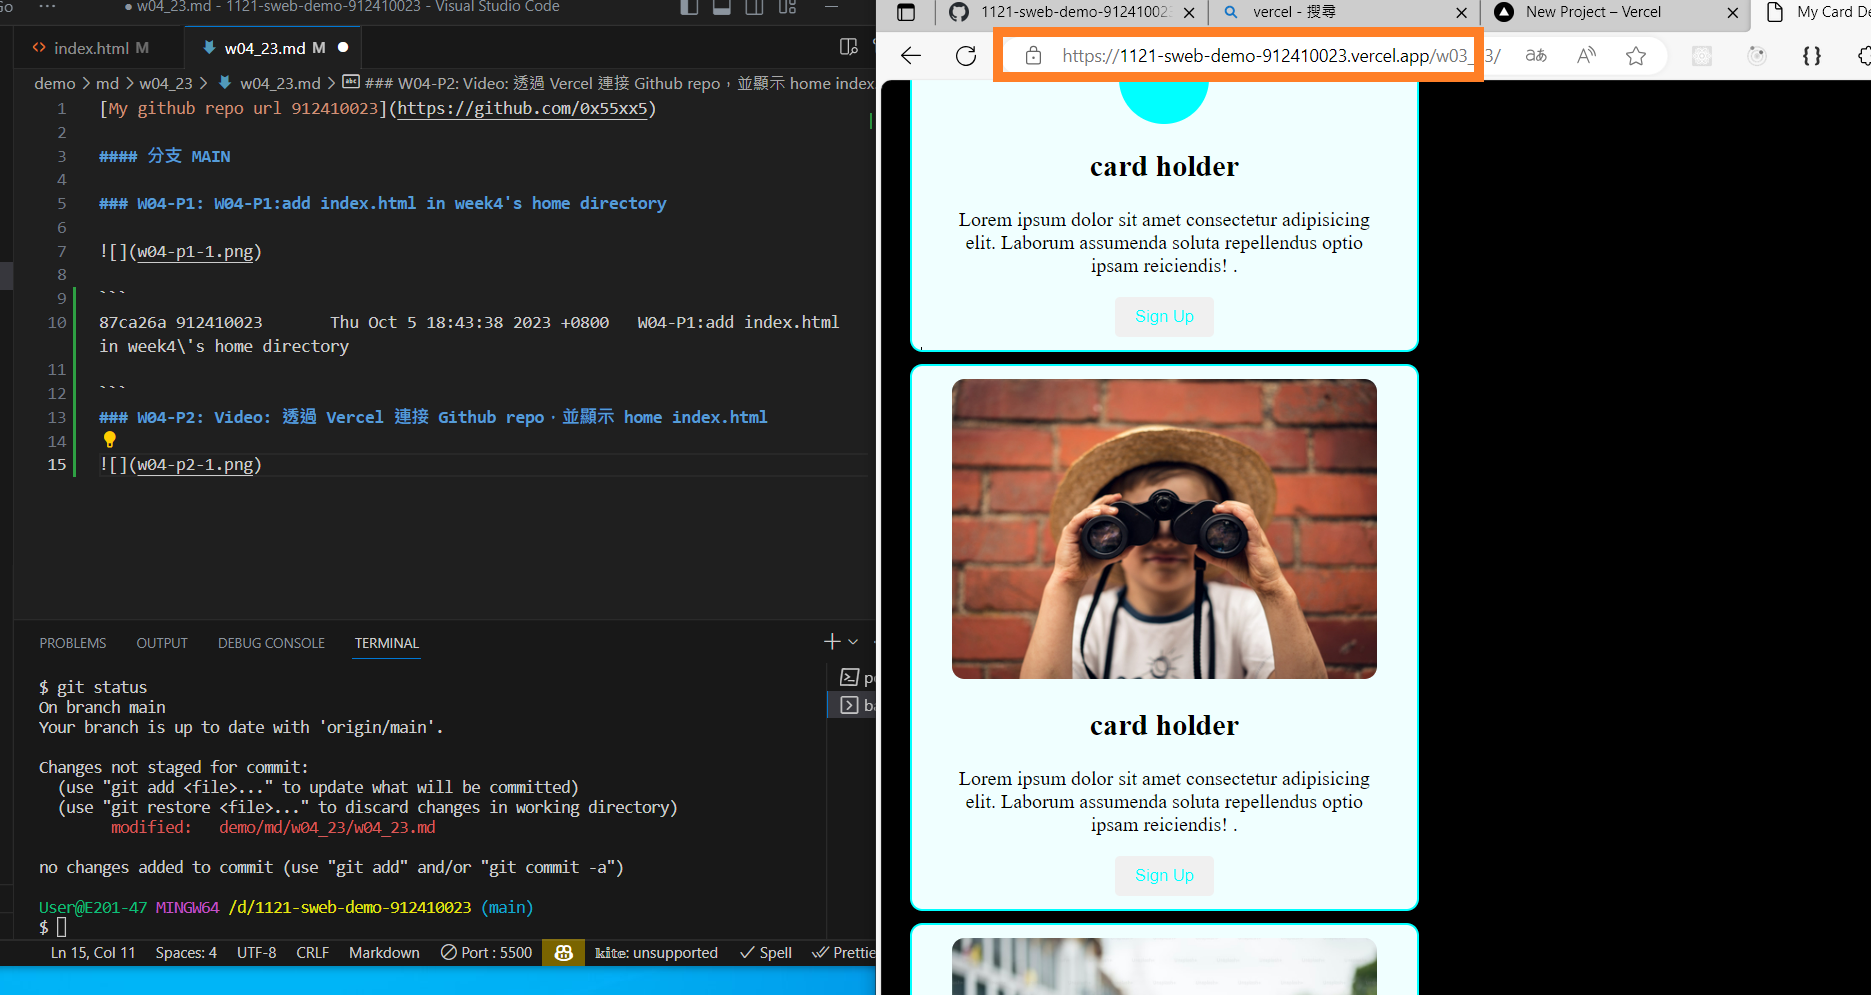 Go ··· ● w04_23.md - 1121-sweb-demo-912410023 - Visual Studio Code
index.html M
w04_23.md M
demo > md > w04_23 > w04_23.md > ### W04-P2: Video: 透過 Vercel 連接 Github repo，並顯示 home index
1 [My github repo url 912410023](https://github.com/0x55xx5)
2
3 #### 分支 MAIN
4
5 ### W04-P1: W04-P1:add index.html in week4's home directory
6
7 ![](w04-p1-1.png)
8
9 ```
10 87ca26a 912410023 Thu Oct 5 18:43:38 2023 +0800 W04-P1:add index.html
in week4\'s home directory
11
12 ```
13 ### W04-P2: Video: 透過 Vercel 連接 Github repo，並顯示 home index.html
14
15 ![](w04-p2-1.png)
PROBLEMS OUTPUT DEBUG CONSOLE TERMINAL
$ git status
On branch main
Your branch is up to date with 'origin/main'.
Changes not staged for commit:
(use "git add <file>..." to update what will be committed)
(use "git restore <file>..." to discard changes in working directory)
modified: demo/md/w04_23/w04_23.md
no changes added to commit (use "git add" and/or "git commit -a")
User@E201-47 MINGW64 /d/1121-sweb-demo-912410023 (main)
$
Ln 15, Col 11 Spaces: 4 UTF-8 CRLF Markdown Port : 5500 kite: unsupported Spell Prettie
1121-sweb-demo-912410023
vercel - 搜尋
New Project – Vercel
My Card De
https://1121-sweb-demo-912410023.vercel.app/w03_23/
card holder
Lorem ipsum dolor sit amet consectetur adipisicing
elit. Laborum assumenda soluta repellendus optio
ipsam reiciendis! .
Sign Up
card holder
Lorem ipsum dolor sit amet consectetur adipisicing
elit. Laborum assumenda soluta repellendus optio
ipsam reiciendis! .
Sign Up